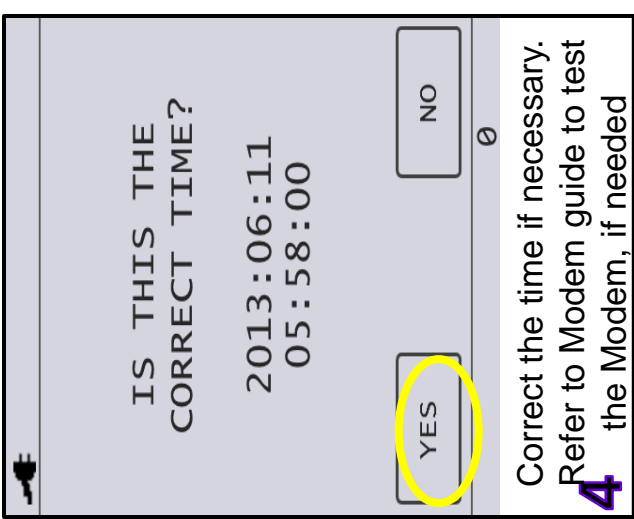 IS THIS THE
CORRECT TIME?
2013:06:11
05:58:00
YES
NO
0
Correct the time if necessary.
Refer to Modem guide to test
the Modem, if needed
4